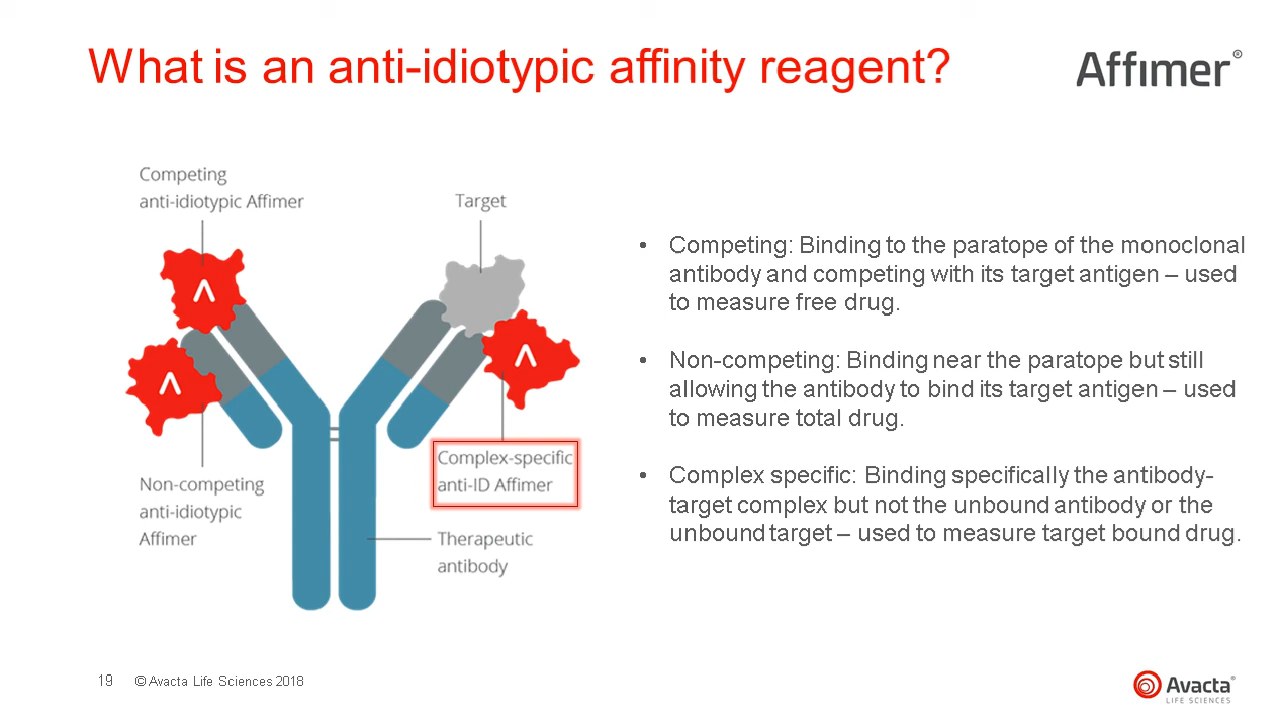 What is an anti-idiotypic affinity reagent?
Affimer®
Competing
anti-idiotypic Affimer
Target
Non-competing
anti-idiotypic
Affimer
Complex-specific
anti-ID Affimer
Therapeutic
antibody
• Competing: Binding to the paratope of the monoclonal
antibody and competing with its target antigen – used
to measure free drug.
• Non-competing: Binding near the paratope but still
allowing the antibody to bind its target antigen – used
to measure total drug.
• Complex specific: Binding specifically the antibody-
target complex but not the unbound antibody or the
unbound target – used to measure target bound drug.
19 © Avacta Life Sciences 2018
Avacta®
LIFE SCIENCES